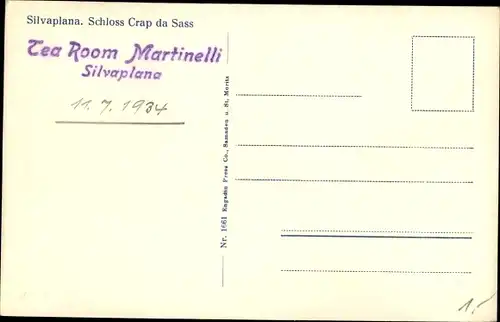 Silvaplana. Schloss Crap da Sass
Tea Room Martinelli
Silvaplana
11. 7. 1934
Nr. 1661 Engadin Press Co., Samaden u. St. Moritz
1.-